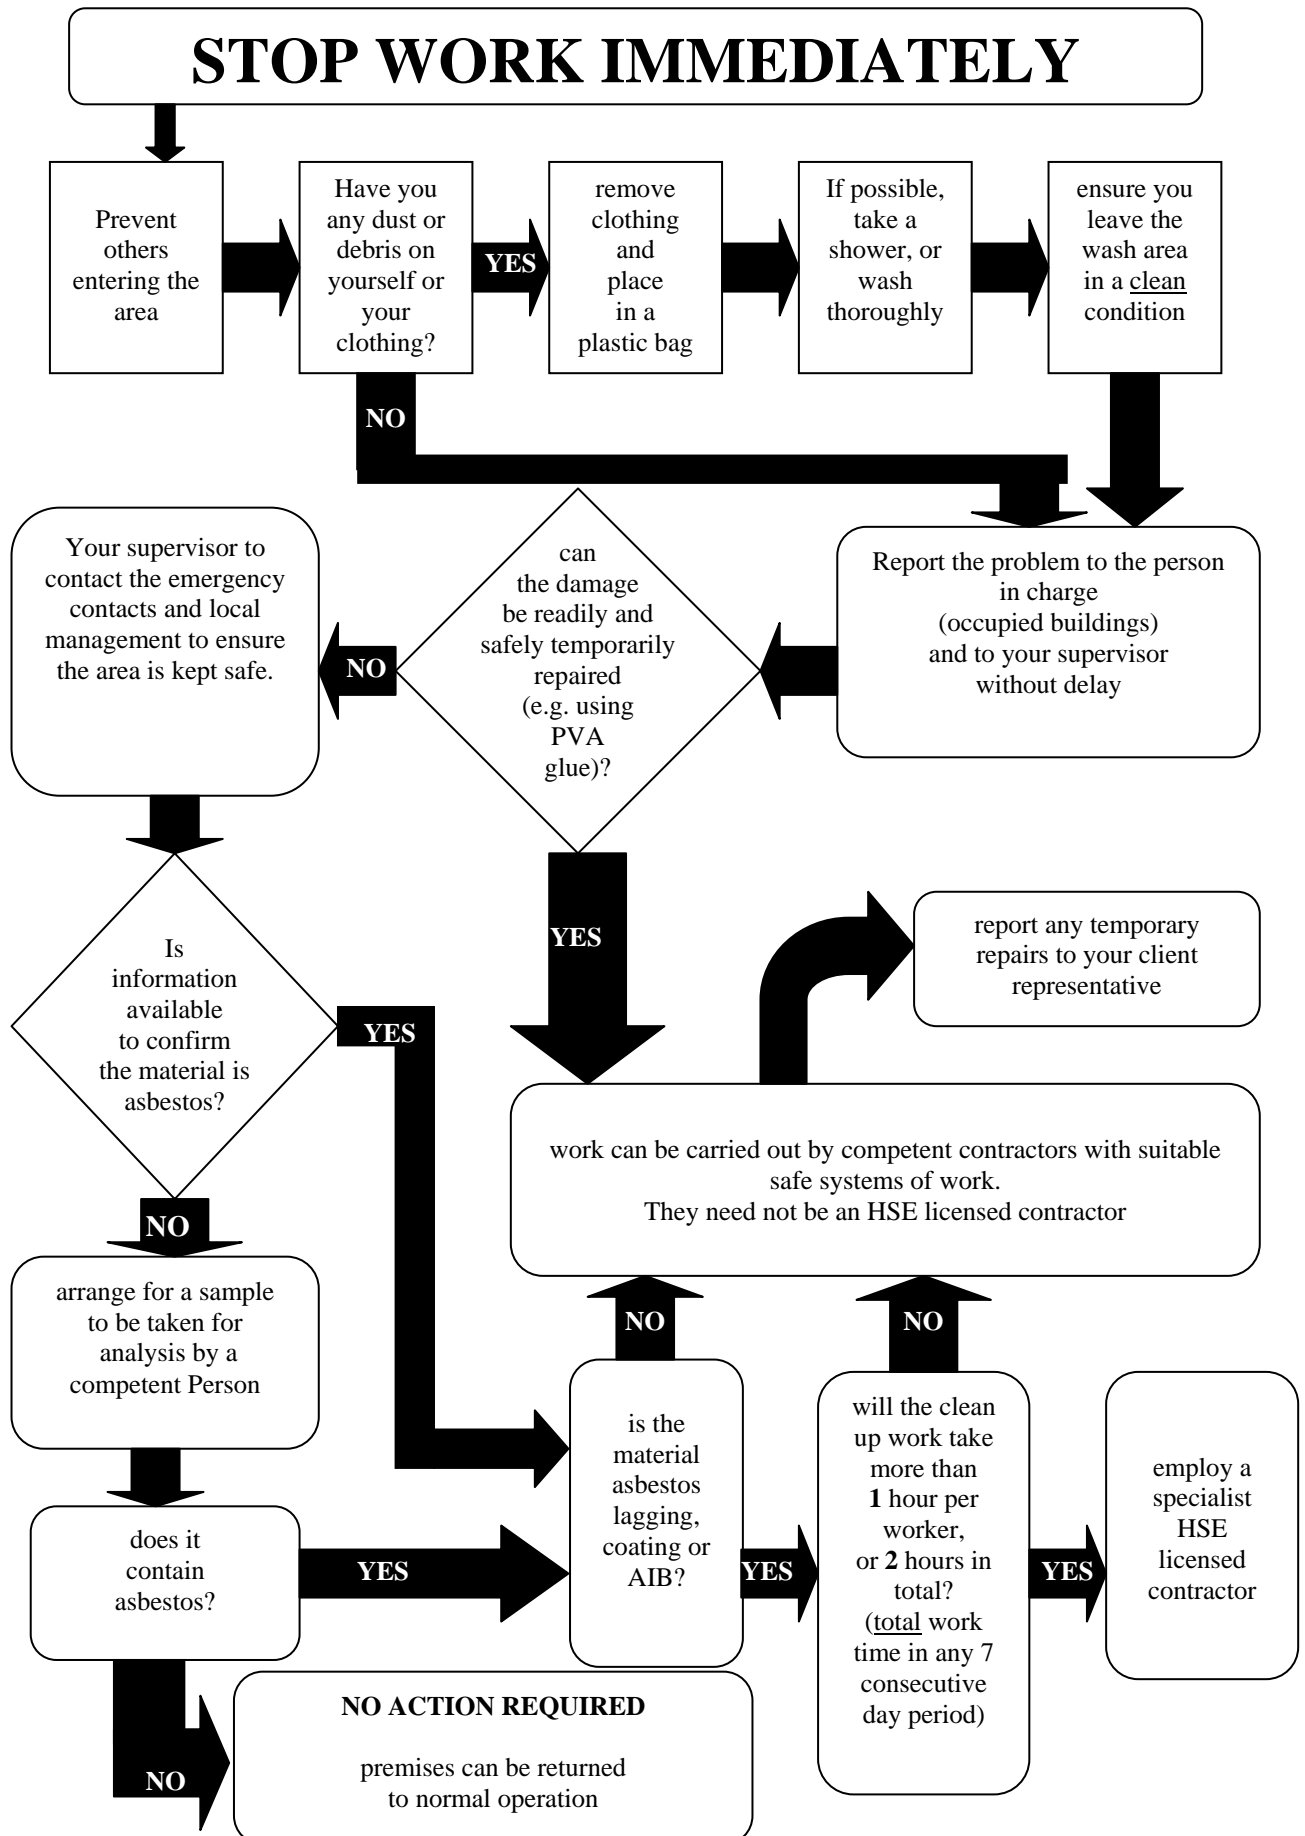 STOP WORK IMMEDIATELY
Prevent
others
entering the
area
Have you
any dust or
debris on
yourself or
your
clothing?
YES
remove
clothing
and
place
in a
plastic bag
If possible,
take a
shower, or
wash
thoroughly
ensure you
leave the
wash area
in a clean
condition
NO
Report the problem to the person
in charge
(occupied buildings)
and to your supervisor
without delay
can
the damage
be readily and
safely temporarily
repaired
(e.g. using
PVA
glue)?
NO
Your supervisor to
contact the emergency
contacts and local
management to ensure
the area is kept safe.
YES
report any temporary
repairs to your client
representative
Is
information
available
to confirm
the material is
asbestos?
YES
work can be carried out by competent contractors with suitable
safe systems of work.
They need not be an HSE licensed contractor
NO
arrange for a sample
to be taken for
analysis by a
competent Person
NO
NO
is the
material
asbestos
lagging,
coating or
AIB?
YES
will the clean
up work take
more than
1 hour per
worker,
or 2 hours in
total?
(total work
time in any 7
consecutive
day period)
YES
employ a
specialist
HSE
licensed
contractor
does it
contain
asbestos?
YES
NO
NO ACTION REQUIRED
premises can be returned
to normal operation